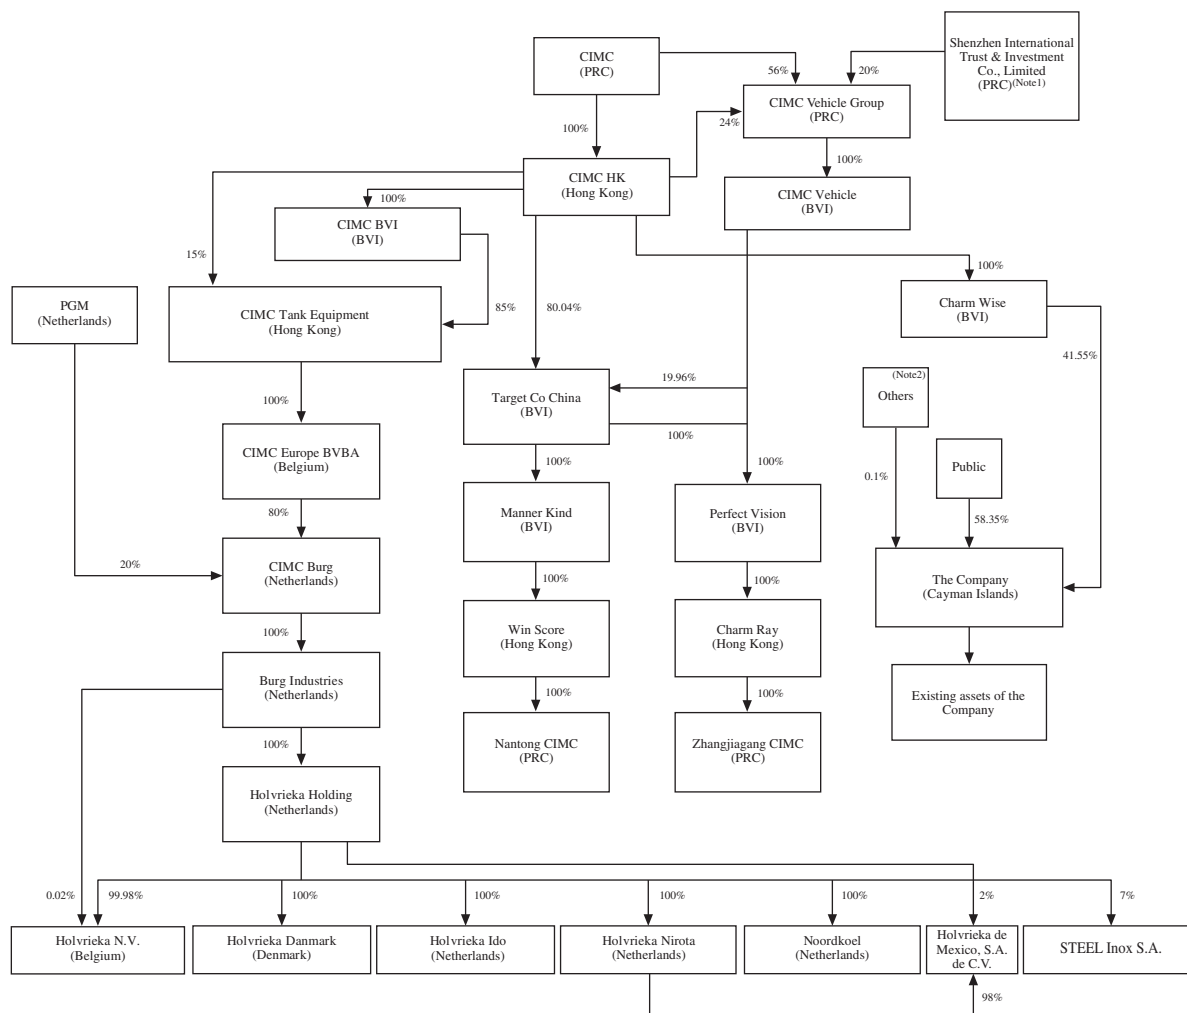 Shenzhen International
Trust & Investment
Co., Limited
(PRC)(Note1)
CIMC
(PRC)
56%
20%
CIMC Vehicle Group
(PRC)
100%
24%
100%
CIMC HK
(Hong Kong)
CIMC Vehicle
(BVI)
100%
CIMC BVI
(BVI)
15%
100%
PGM
(Netherlands)
CIMC Tank Equipment
(Hong Kong)
85%
80.04%
Charm Wise
(BVI)
41.55%
(Note2)
Others
19.96%
Target Co China
(BVI)
100%
100%
CIMC Europe BVBA
(Belgium)
100%
100%
Public
0.1%
Manner Kind
(BVI)
Perfect Vision
(BVI)
80%
58.35%
20%
CIMC Burg
(Netherlands)
100%
100%
The Company
(Cayman Islands)
100%
Win Score
(Hong Kong)
Charm Ray
(Hong Kong)
Burg Industries
(Netherlands)
100%
100%
Existing assets of the
Company
100%
Nantong CIMC
(PRC)
Zhangjiagang CIMC
(PRC)
Holvrieka Holding
(Netherlands)
0.02%
99.98%
100%
100%
100%
100%
2%
7%
Holvrieka N.V.
(Belgium)
Holvrieka Danmark
(Denmark)
Holvrieka Ido
(Netherlands)
Holvrieka Nirota
(Netherlands)
Noordkoel
(Netherlands)
Holvrieka de
Mexico, S.A.
de C.V.
STEEL Inox S.A.
98%